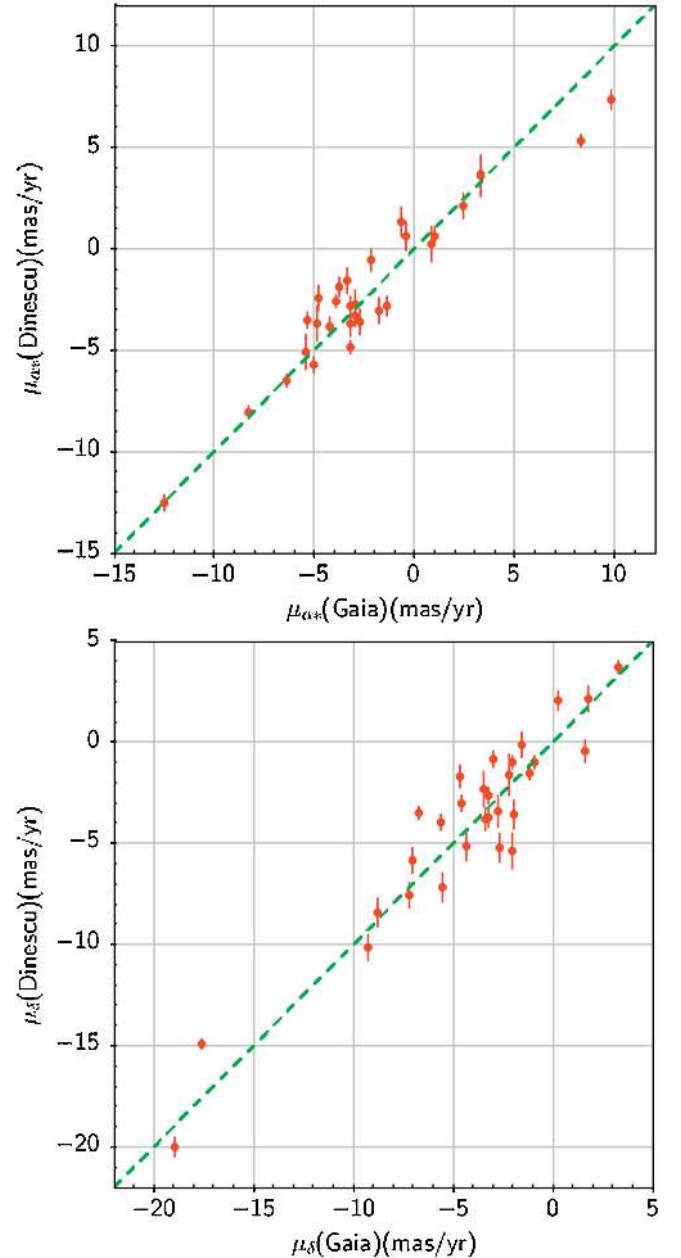 10
5
0
−5
−10
−15
μα*(Dinescu)(mas/yr)
−15 −10 −5 0 5 10
μα*(Gaia)(mas/yr)
5
0
−5
−10
−15
−20
μδ(Dinescu)(mas/yr)
−20 −15 −10 −5 0 5
μδ(Gaia)(mas/yr)